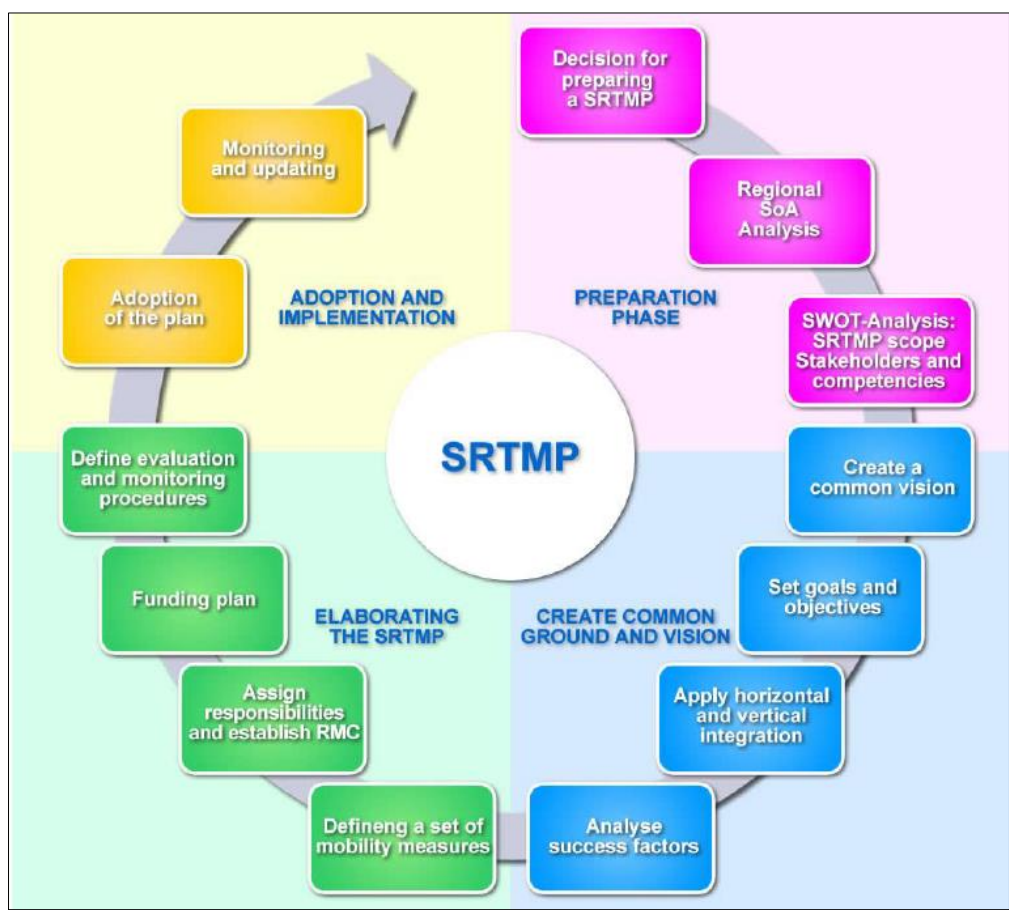 Decision for
preparing
a SRTMP
Regional
SoA
Analysis
SWOT-Analysis:
SRTMP scope
Stakeholders and
competencies
PREPARATION
PHASE
Create a
common vision
Set goals and
objectives
Apply horizontal
and vertical
integration
Analyse
success factors
CREATE COMMON
GROUND AND VISION
Defineng a set of
mobility measures
Assign
responsibilities
and establish RMC
Funding plan
Define evaluation
and monitoring
procedures
ELABORATING
THE SRTMP
Adoption
of the plan
Monitoring
and updating
ADOPTION AND
IMPLEMENTATION
SRTMP